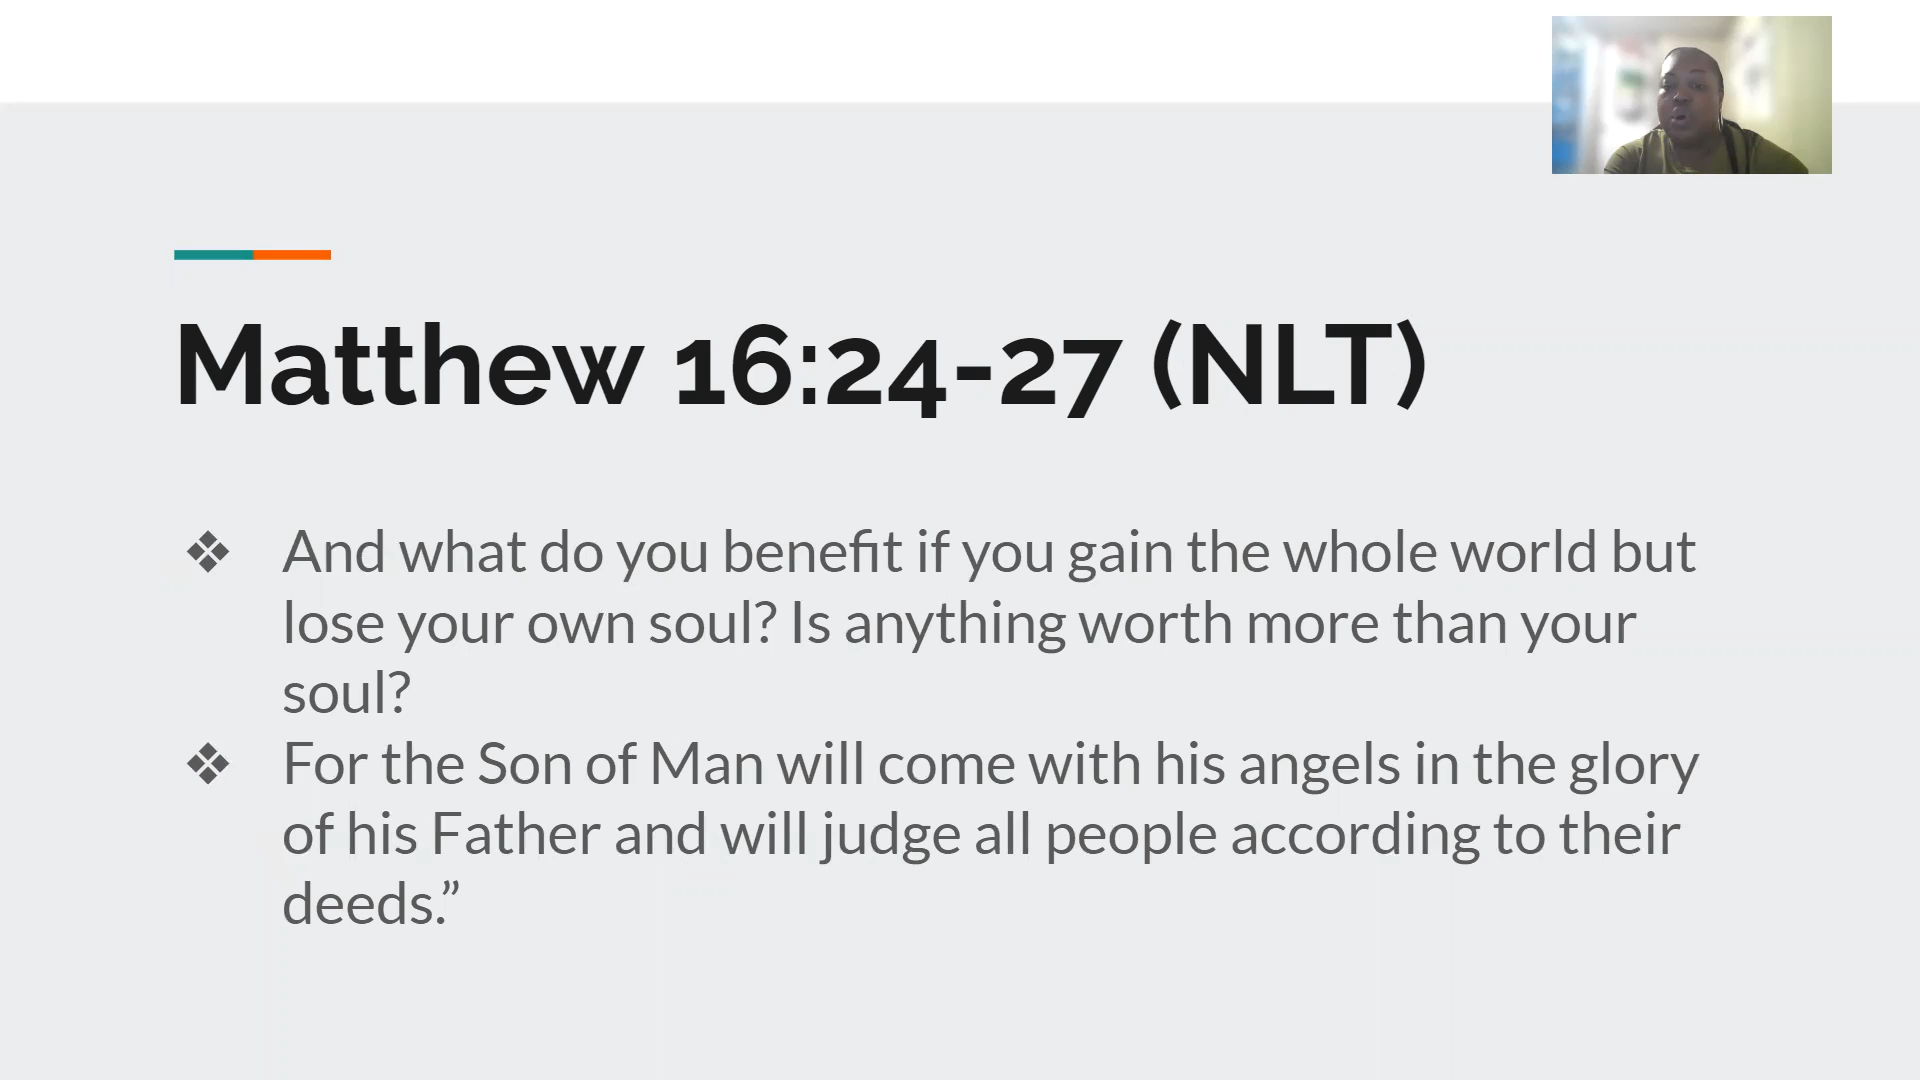 Matthew 16:24-27 (NLT)
❖ And what do you benefit if you gain the whole world but
lose your own soul? Is anything worth more than your
soul?
❖ For the Son of Man will come with his angels in the glory
of his Father and will judge all people according to their
deeds.”